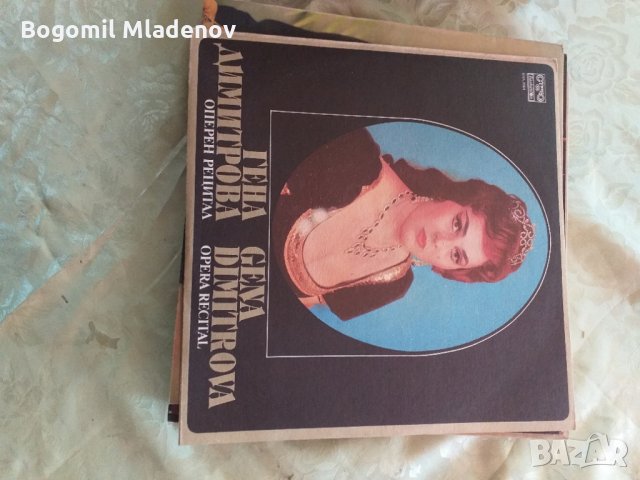 Bogomil Mladenov
ГЕНА
ДИМИТРОВА
ОПЕРЕН РЕЦИТАЛ
GENA
DIMITROVA
OPERA RECITAL
BAZAR